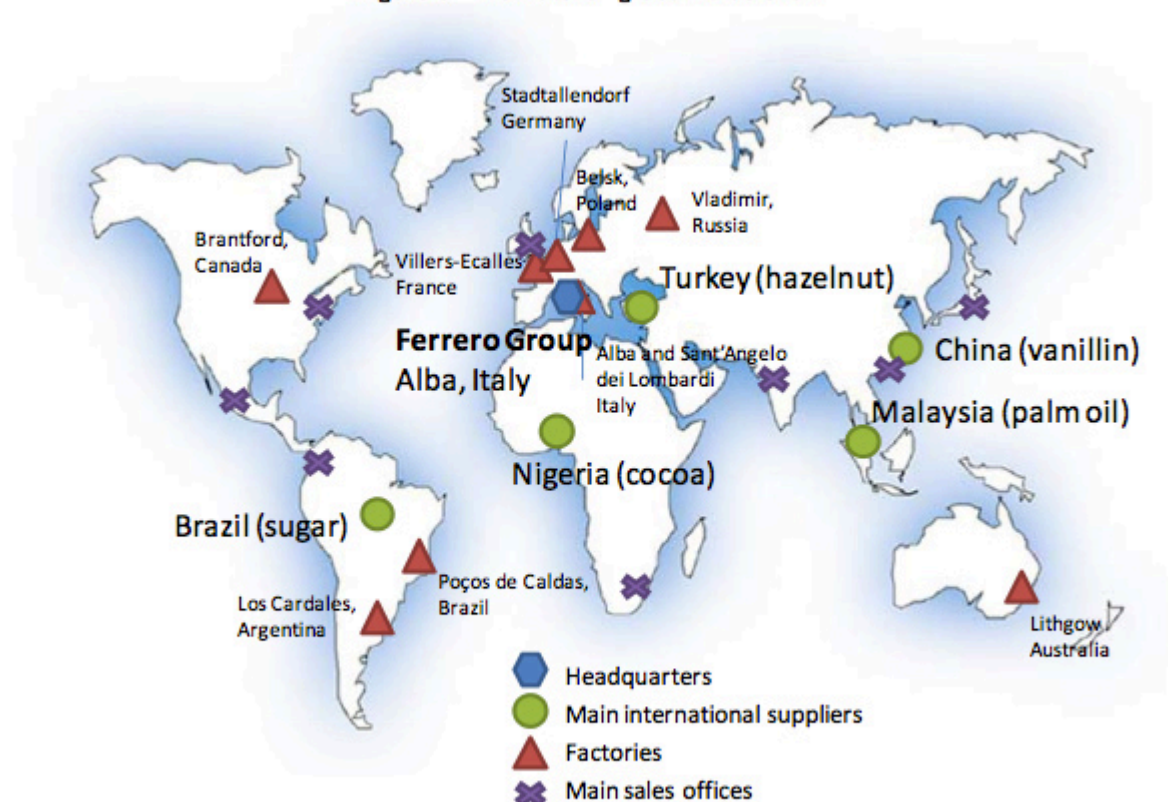 Stadtallendorf
Germany
Belsk,
Poland
Vladimir,
Russia
Brantford,
Canada
Villers-Ecalles
France
Turkey (hazelnut)
Ferrero Group
Alba, Italy
Alba and Sant'Angelo
dei Lombardi
Italy
China (vanillin)
Malaysia (palm oil)
Nigeria (cocoa)
Brazil (sugar)
Poços de Caldas,
Brazil
Los Cardales,
Argentina
Lithgow
Australia
Headquarters
Main international suppliers
Factories
Main sales offices